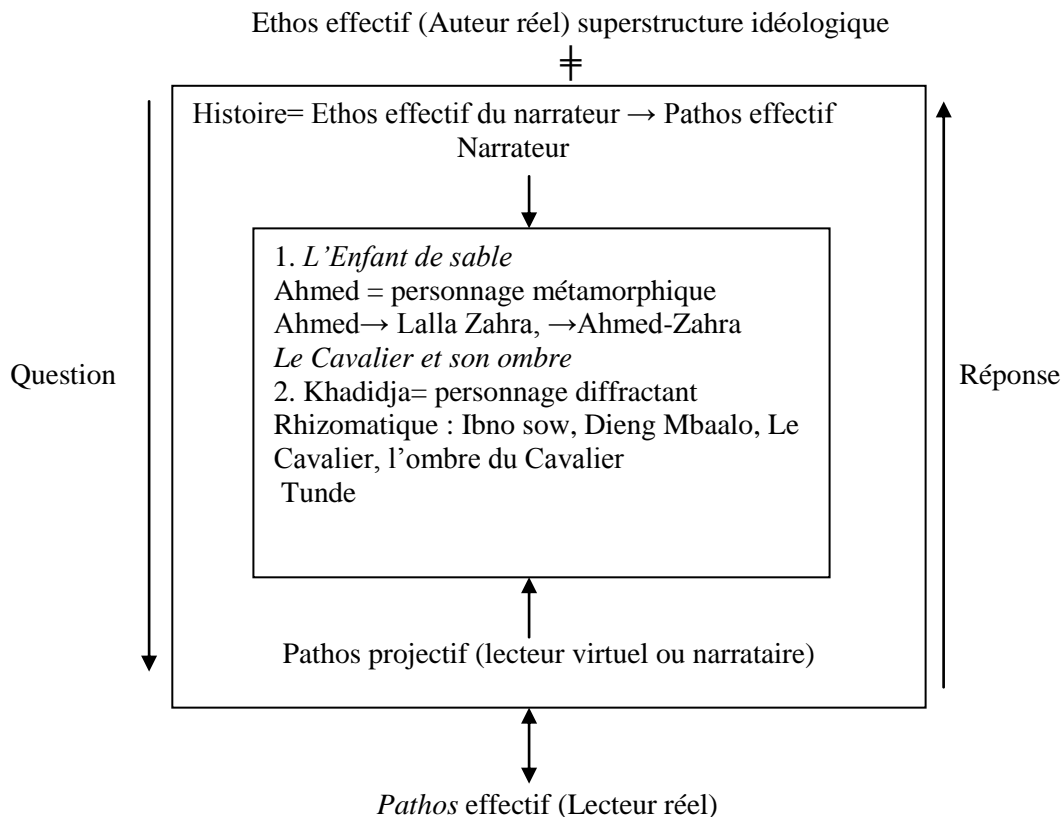 Ethos effectif (Auteur réel) superstructure idéologique
Histoire= Ethos effectif du narrateur → Pathos effectif
Narrateur
1. L’Enfant de sable
Ahmed = personnage métamorphique
Ahmed→ Lalla Zahra, →Ahmed-Zahra
Le Cavalier et son ombre
2. Khadidja= personnage diffractant
Rhizomatique : Ibno sow, Dieng Mbaalo, Le
Cavalier, l’ombre du Cavalier
Tunde
Question
Réponse
Pathos projectif (lecteur virtuel ou narrataire)
Pathos effectif (Lecteur réel)